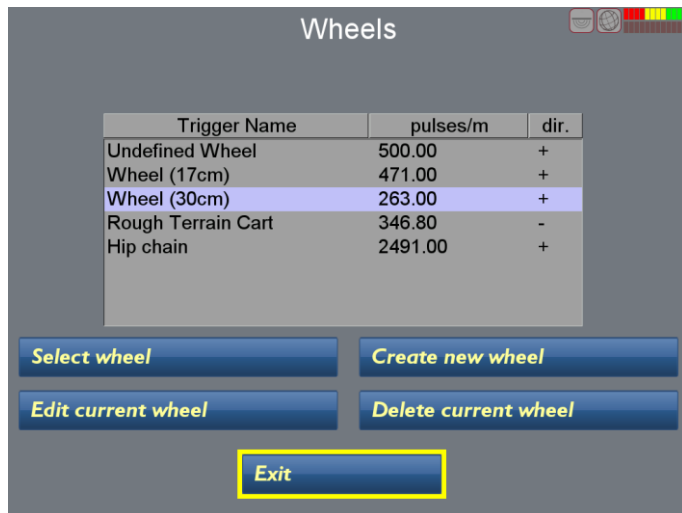 Wheels
Trigger Name pulses/m dir.
Undefined Wheel 500.00 +
Wheel (17cm) 471.00 +
Wheel (30cm) 263.00 +
Rough Terrain Cart 346.80 -
Hip chain 2491.00 +
Select wheel Create new wheel
Edit current wheel Delete current wheel
Exit